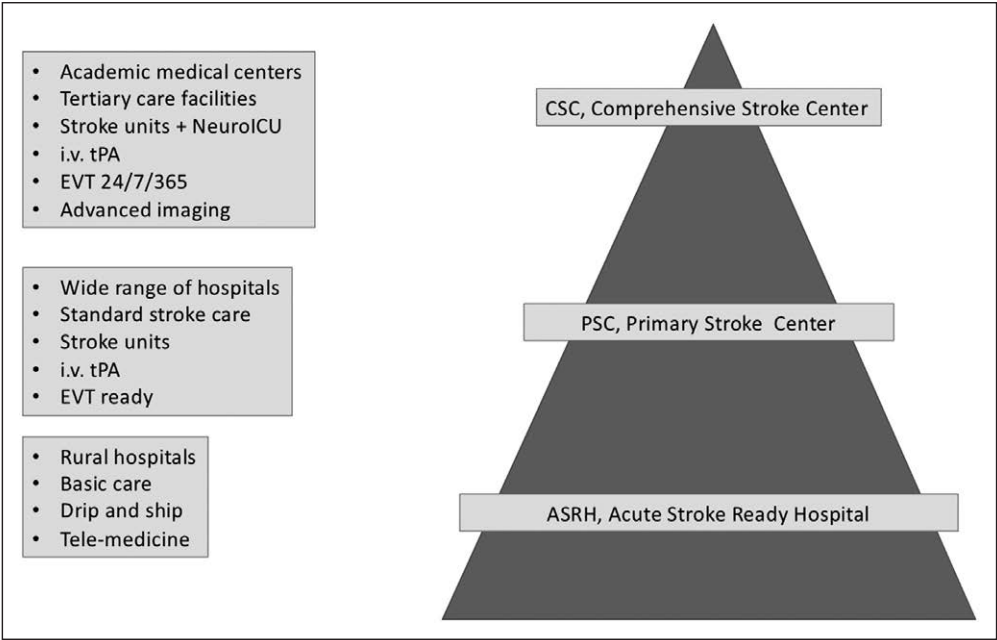 • Academic medical centers
• Tertiary care facilities
• Stroke units + NeuroICU
• i.v. tPA
• EVT 24/7/365
• Advanced imaging
CSC, Comprehensive Stroke Center
• Wide range of hospitals
• Standard stroke care
• Stroke units
• i.v. tPA
• EVT ready
PSC, Primary Stroke Center
• Rural hospitals
• Basic care
• Drip and ship
• Tele-medicine
ASRH, Acute Stroke Ready Hospital